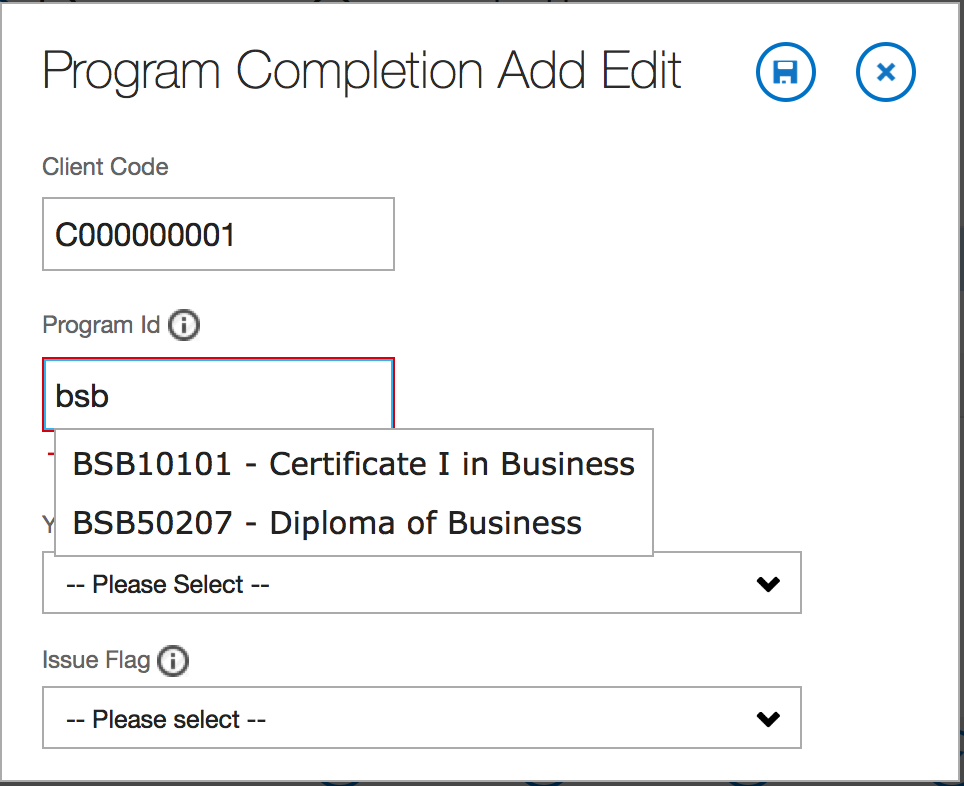 Program Completion Add Edit
Client Code
C000000001
Program Id
bsb
BSB10101 - Certificate I in Business
BSB50207 - Diploma of Business
-- Please Select --
Issue Flag
-- Please select --